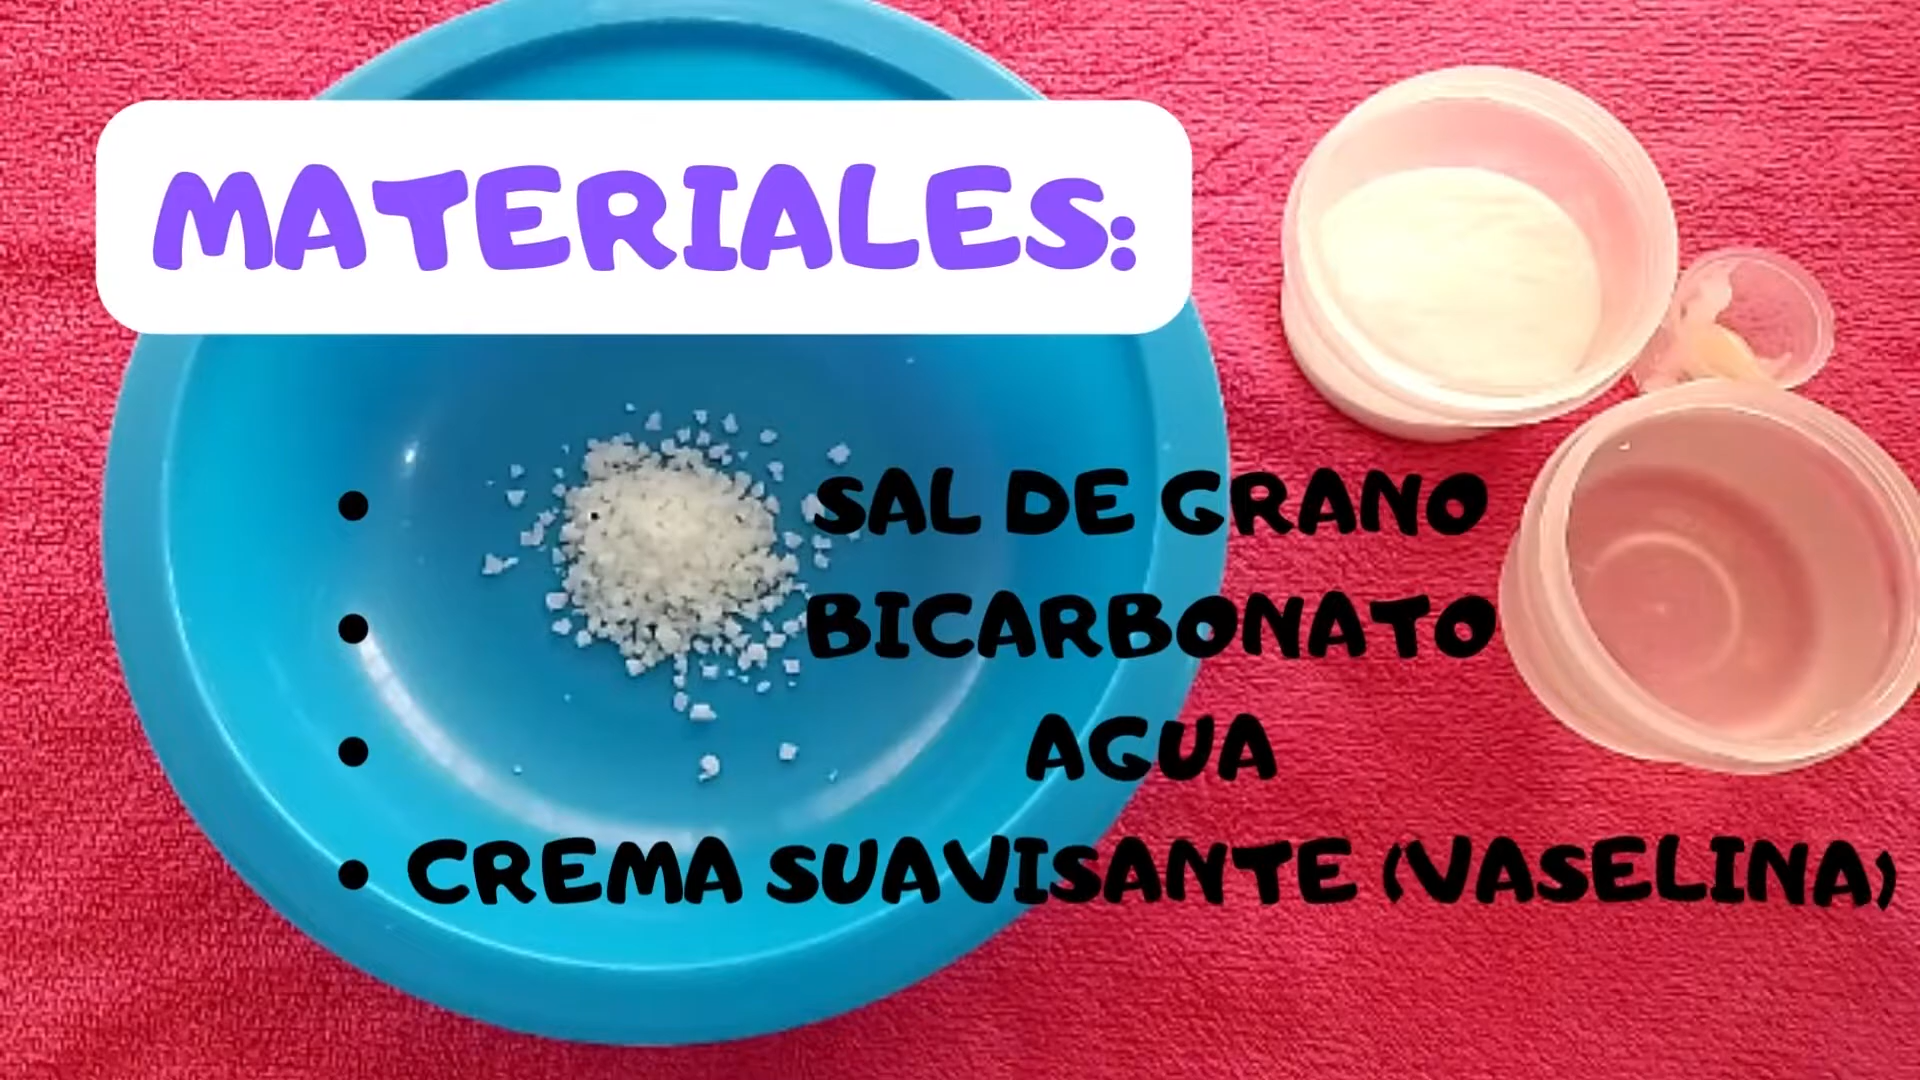 MATERIALES:
• SAL DE GRANO
• BICARBONATO
• AGUA
• CREMA SUAVISANTE (VASELINA)